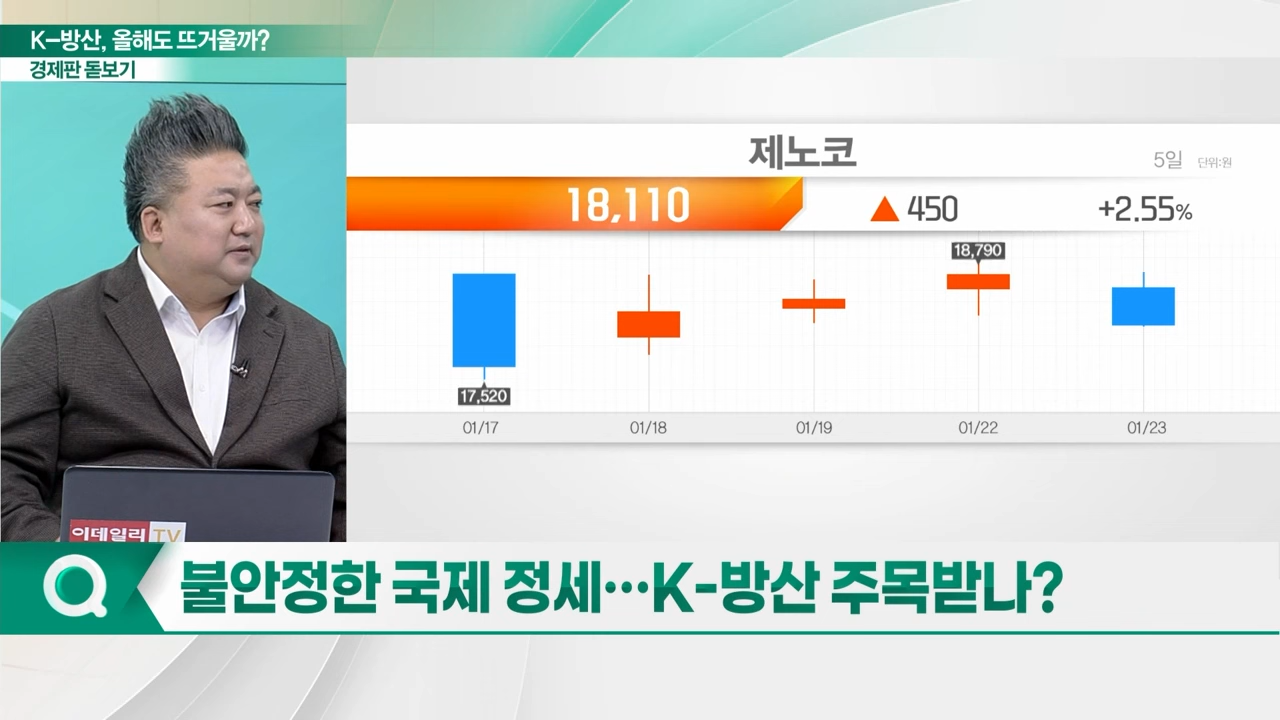 K-방산, 올해도 뜨거울까?
경제판 돋보기
제노코
5일 단위:원
18,110 ▲450 +2.55%
18,790
17,520
01/17 01/18 01/19 01/22 01/23
이데일리 TV
불안정한 국제 정세…K-방산 주목받나?